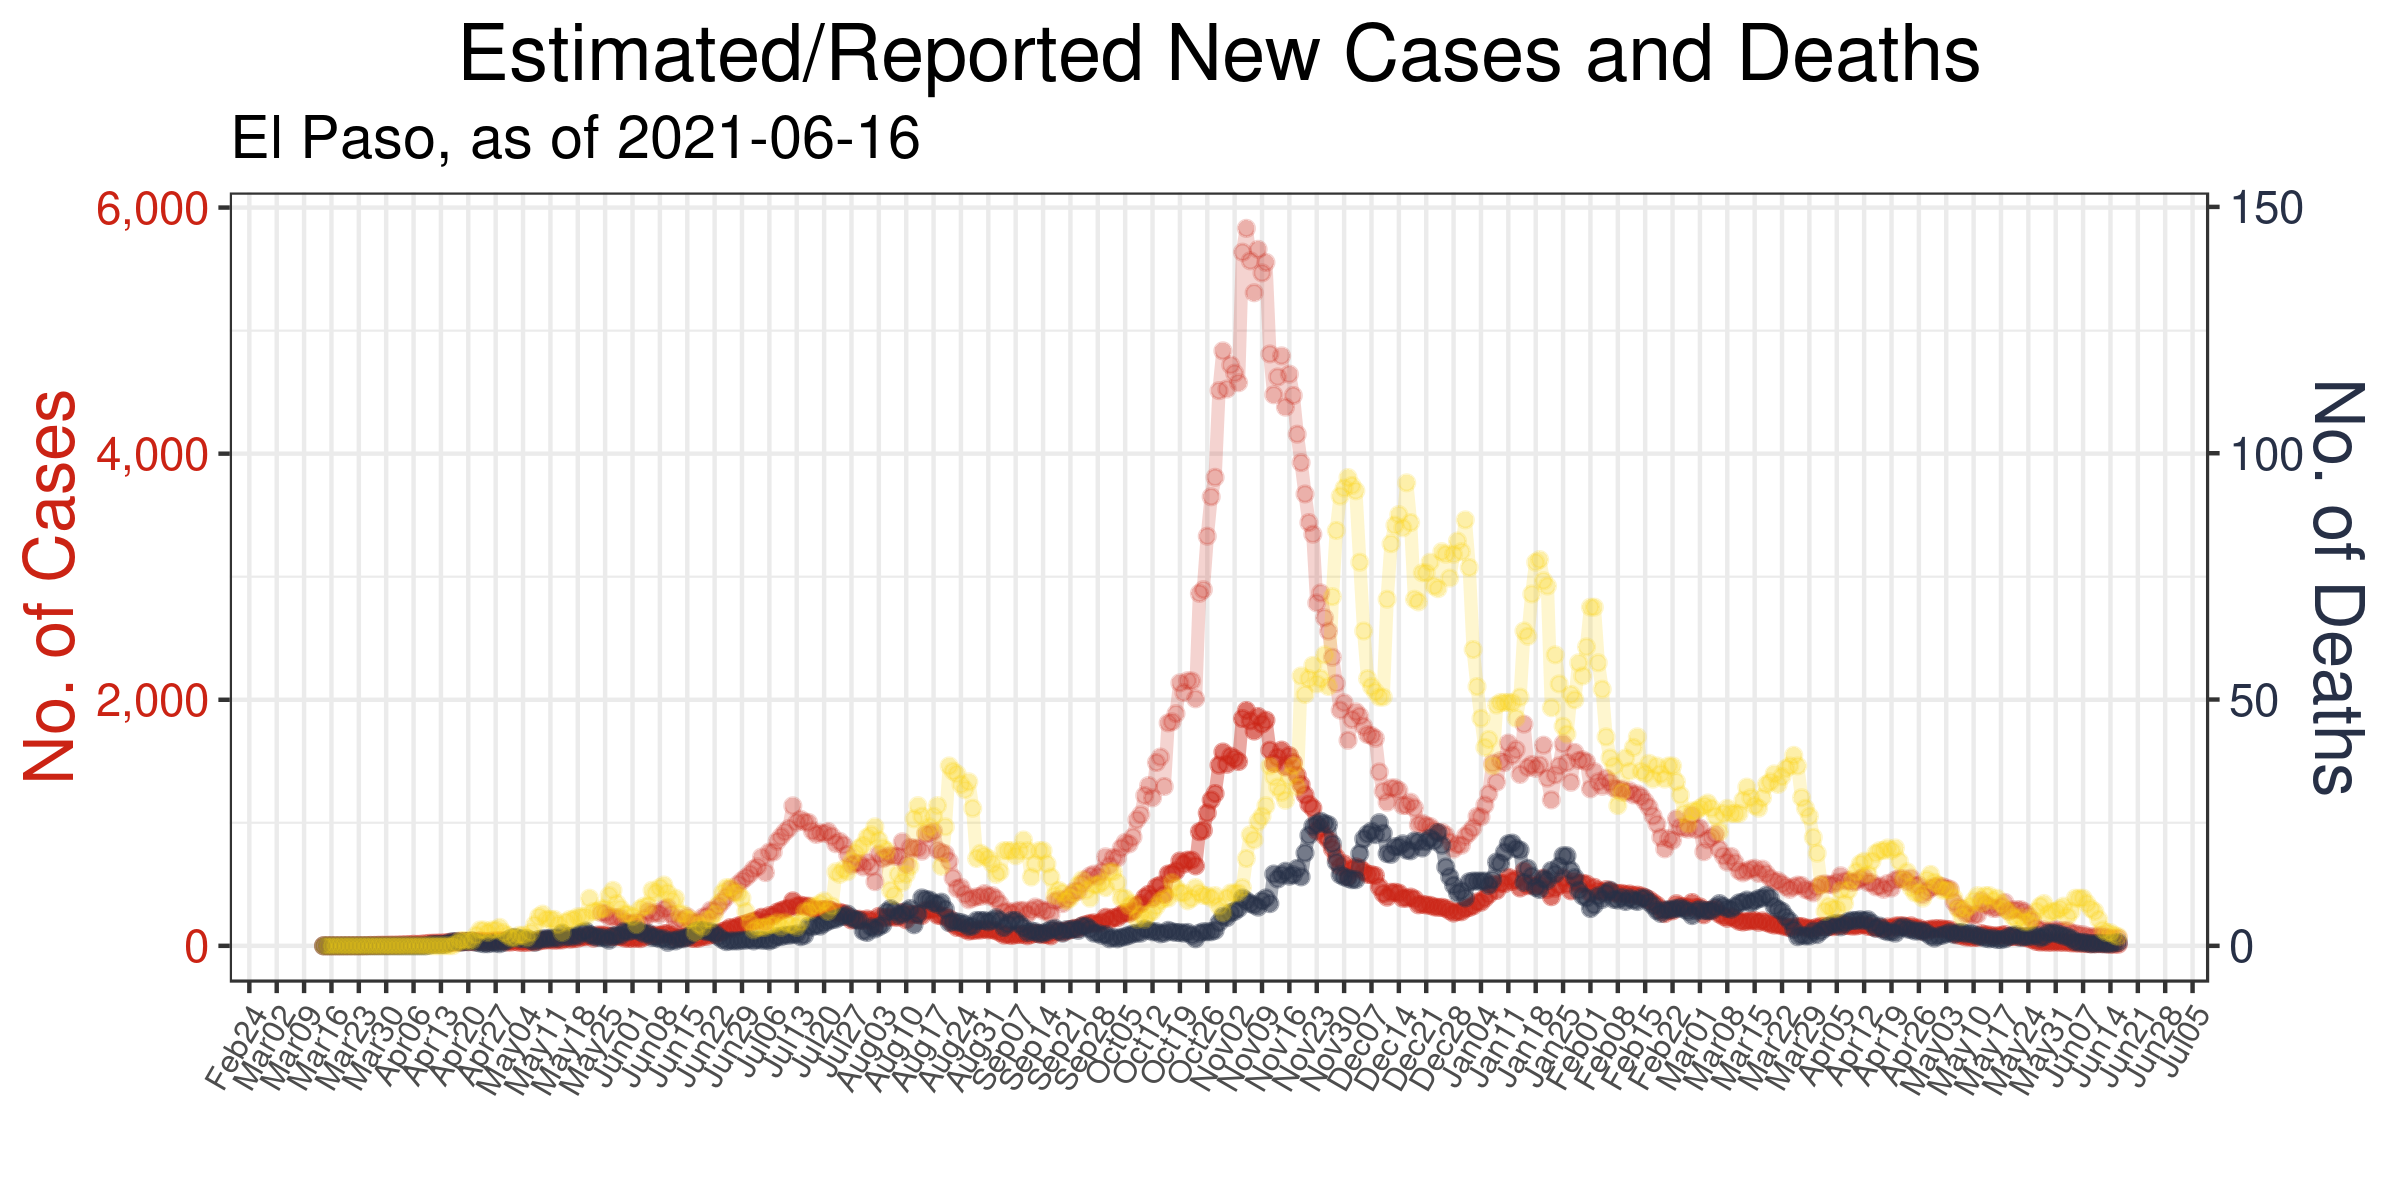 Estimated/Reported New Cases and Deaths
El Paso, as of 2021-06-16
No. of Cases
6,000
4,000
2,000
0
150
100
50
0
No. of Deaths
Feb24
Mar02
Mar09
Mar16
Mar23
Mar30
Apr06
Apr13
Apr20
Apr27
May04
May11
May18
May25
Jun01
Jun08
Jun15
Jun22
Jun29
Jul06
Jul13
Jul20
Jul27
Aug03
Aug10
Aug17
Aug24
Aug31
Sep07
Sep14
Sep21
Sep28
Oct05
Oct12
Oct19
Oct26
Nov02
Nov09
Nov16
Nov23
Nov30
Dec07
Dec14
Dec21
Dec28
Jan04
Jan11
Jan18
Jan25
Feb01
Feb08
Feb15
Feb22
Mar01
Mar08
Mar15
Mar22
Mar29
Apr05
Apr12
Apr19
Apr26
May03
May10
May17
May24
May31
Jun07
Jun14
Jun21
Jun28
Jul05